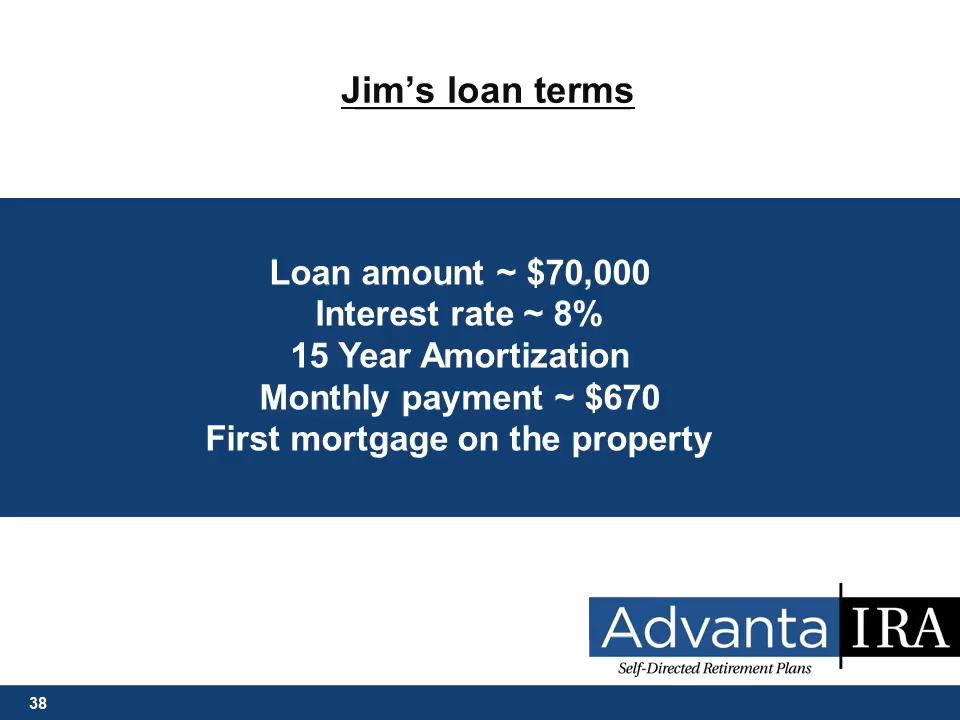 Jim’s loan terms
Loan amount ~ $70,000
Interest rate ~ 8%
15 Year Amortization
Monthly payment ~ $670
First mortgage on the property
Advanta IRA
Self-Directed Retirement Plans
38